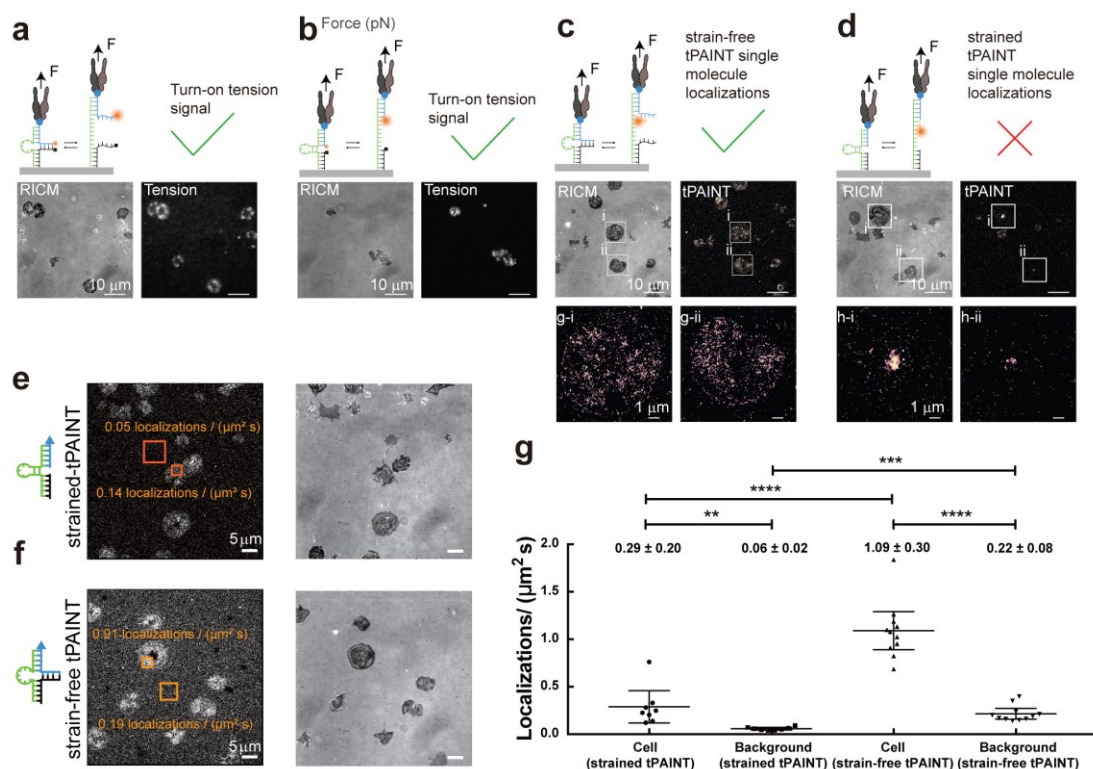 a
F
F
Turn-on tension
signal
RICM
Tension
10 μm
b
Force (pN)
F
F
Turn-on tension
signal
RICM
Tension
10 μm
c
F
F
strain-free
tPAINT single
molecule
localizations
RICM
tPAINT
i
ii
i
ii
10 μm
g-i
g-ii
1 μm
d
F
F
strained
tPAINT
single molecule
localizations
RICM
tPAINT
i
ii
i
ii
10 μm
h-i
h-ii
1 μm
e
strained-tPAINT
0.05 localizations / (μm² s)
0.14 localizations / (μm² s)
5 μm
f
strain-free tPAINT
0.91 localizations / (μm² s)
0.19 localizations / (μm² s)
5 μm
g
***
****
** ****
0.29 ± 0.20 0.06 ± 0.02 1.09 ± 0.30 0.22 ± 0.08
Localizations/ (μm² s)
2.0
1.5
1.0
0.5
0.0
Cell Background Cell Background
(strained tPAINT) (strained tPAINT) (strain-free tPAINT) (strain-free tPAINT)